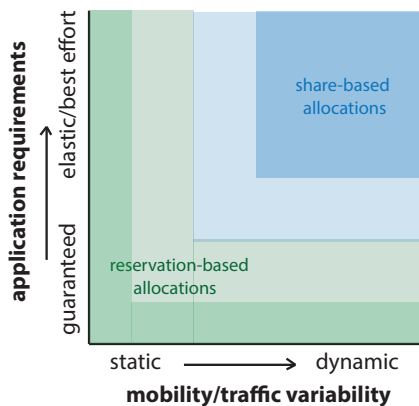 application requirements
elastic/best effort
guaranteed
share-based
allocations
reservation-based
allocations
static
dynamic
mobility/traffic variability